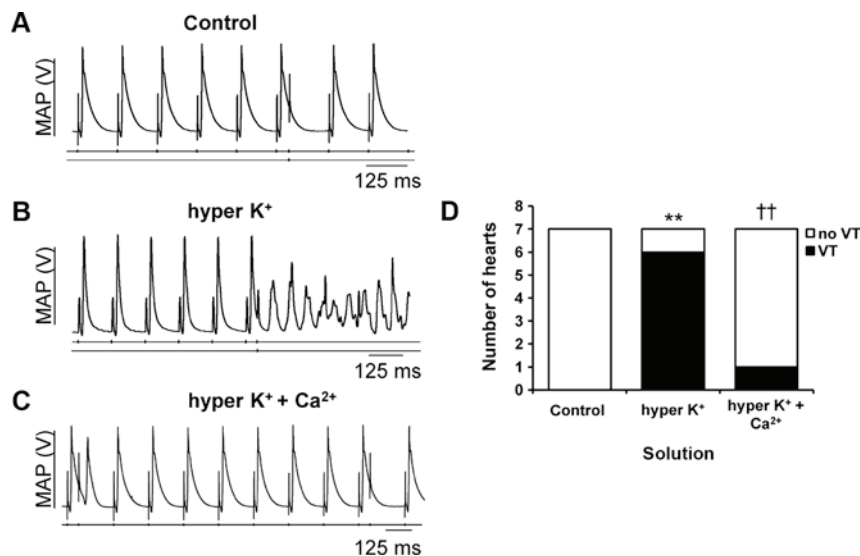 A
Control
MAP (V)
125 ms
B
hyper K⁺
MAP (V)
125 ms
C
hyper K⁺ + Ca²⁺
MAP (V)
125 ms
D
Number of hearts
8
7
6
5
4
3
2
1
0
**
††
no VT
VT
Control
hyper K⁺
hyper K⁺ +
Ca²⁺
Solution